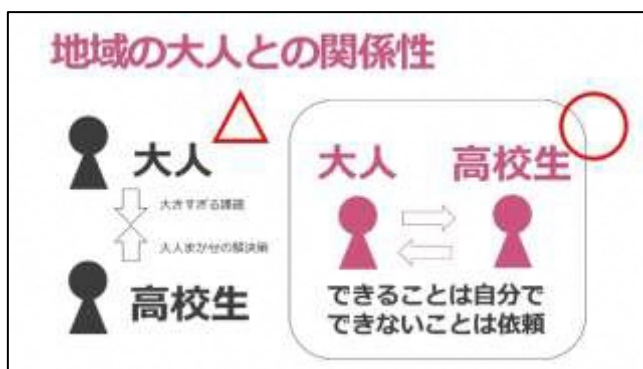 地域の大人との関係性
大人
大きすぎる課題
大人まかせの解決策
高校生
大人
高校生
できることは自分で
できないことは依頼